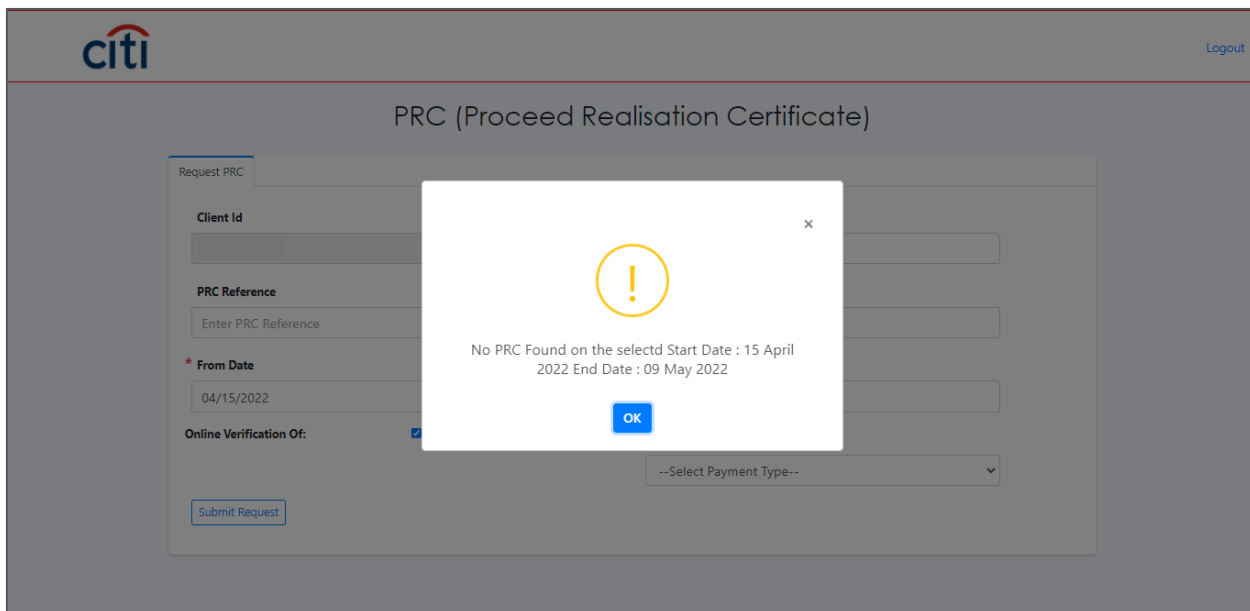 citi
Logout
PRC (Proceed Realisation Certificate)
Request PRC
Client Id
×
!
PRC Reference
Enter PRC Reference
No PRC Found on the selectd Start Date : 15 April
2022 End Date : 09 May 2022
* From Date
04/15/2022
OK
Online Verification Of:
--Select Payment Type--
Submit Request